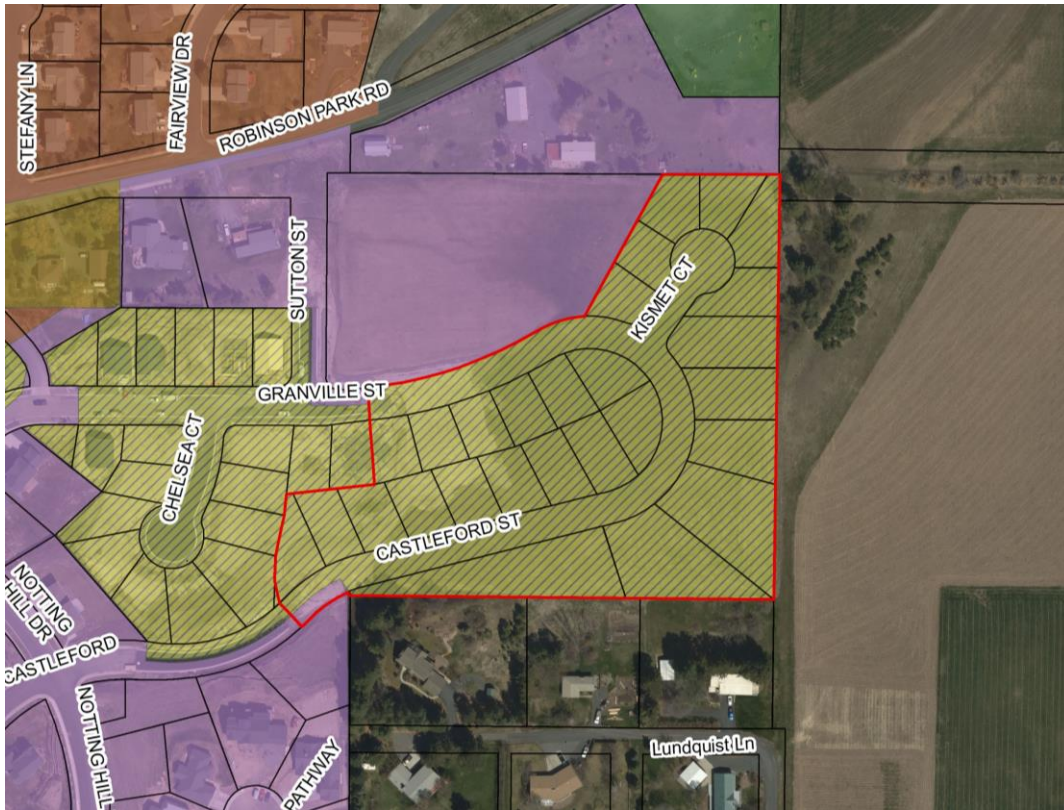 STEFANY LN
FAIRVIEW DR
ROBINSON PARK RD
SUTTON ST
KISMET CT
GRANVILLE ST
CHELSEA CT
CASTLEFORD ST
NOTTING
HILL DR
CASTLEFORD
NOTTING HILL
PATHWAY
Lundquist Ln